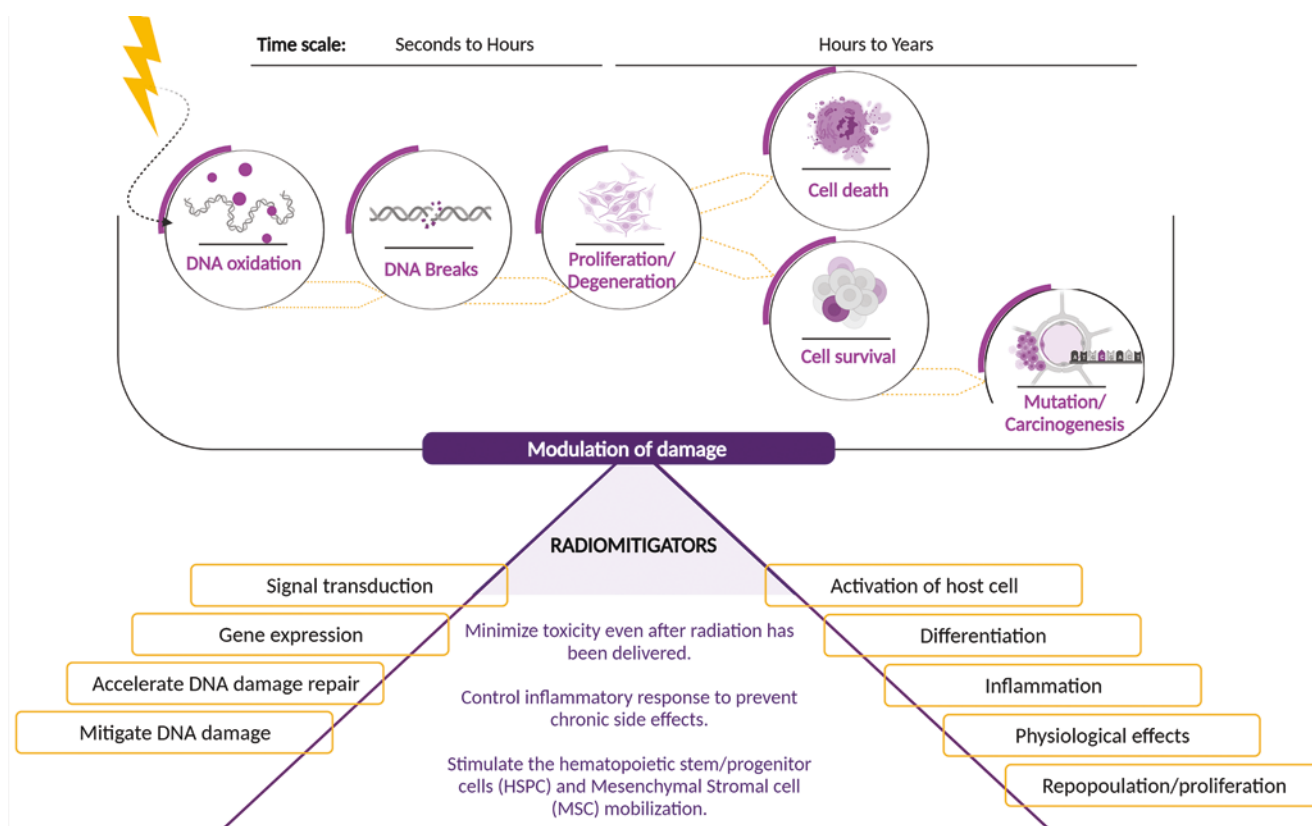 Time scale:
Seconds to Hours
Hours to Years
DNA oxidation
DNA Breaks
Proliferation/
Degeneration
Cell death
Cell survival
Mutation/
Carcinogenesis
Modulation of damage
RADIOMITIGATORS
Signal transduction
Gene expression
Accelerate DNA damage repair
Mitigate DNA damage
Minimize toxicity even after radiation has
been delivered.
Control inflammatory response to prevent
chronic side effects.
Stimulate the hematopoietic stem/progenitor
cells (HSPC) and Mesenchymal Stromal cell
(MSC) mobilization.
Activation of host cell
Differentiation
Inflammation
Physiological effects
Repopoulation/proliferation